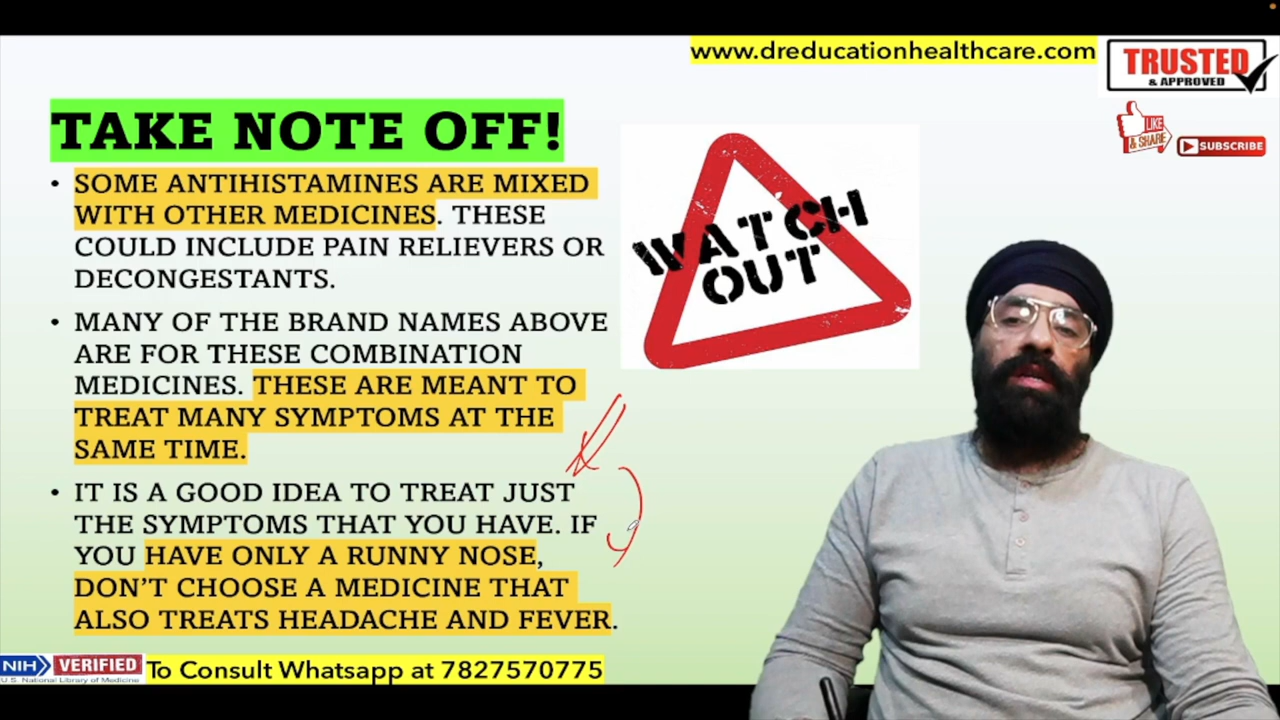 www.dreducationhealthcare.com
TRUSTED
& APPROVED
LIKE
& SHARE
SUBSCRIBE
TAKE NOTE OFF!
• SOME ANTIHISTAMINES ARE MIXED
WITH OTHER MEDICINES. THESE
COULD INCLUDE PAIN RELIEVERS OR
DECONGESTANTS.
• MANY OF THE BRAND NAMES ABOVE
ARE FOR THESE COMBINATION
MEDICINES. THESE ARE MEANT TO
TREAT MANY SYMPTOMS AT THE
SAME TIME.
• IT IS A GOOD IDEA TO TREAT JUST
THE SYMPTOMS THAT YOU HAVE. IF
YOU HAVE ONLY A RUNNY NOSE,
DON'T CHOOSE A MEDICINE THAT
ALSO TREATS HEADACHE AND FEVER.
WATCH
OUT
NIH VERIFIED
U.S. National Library of Medicine
To Consult Whatsapp at 7827570775